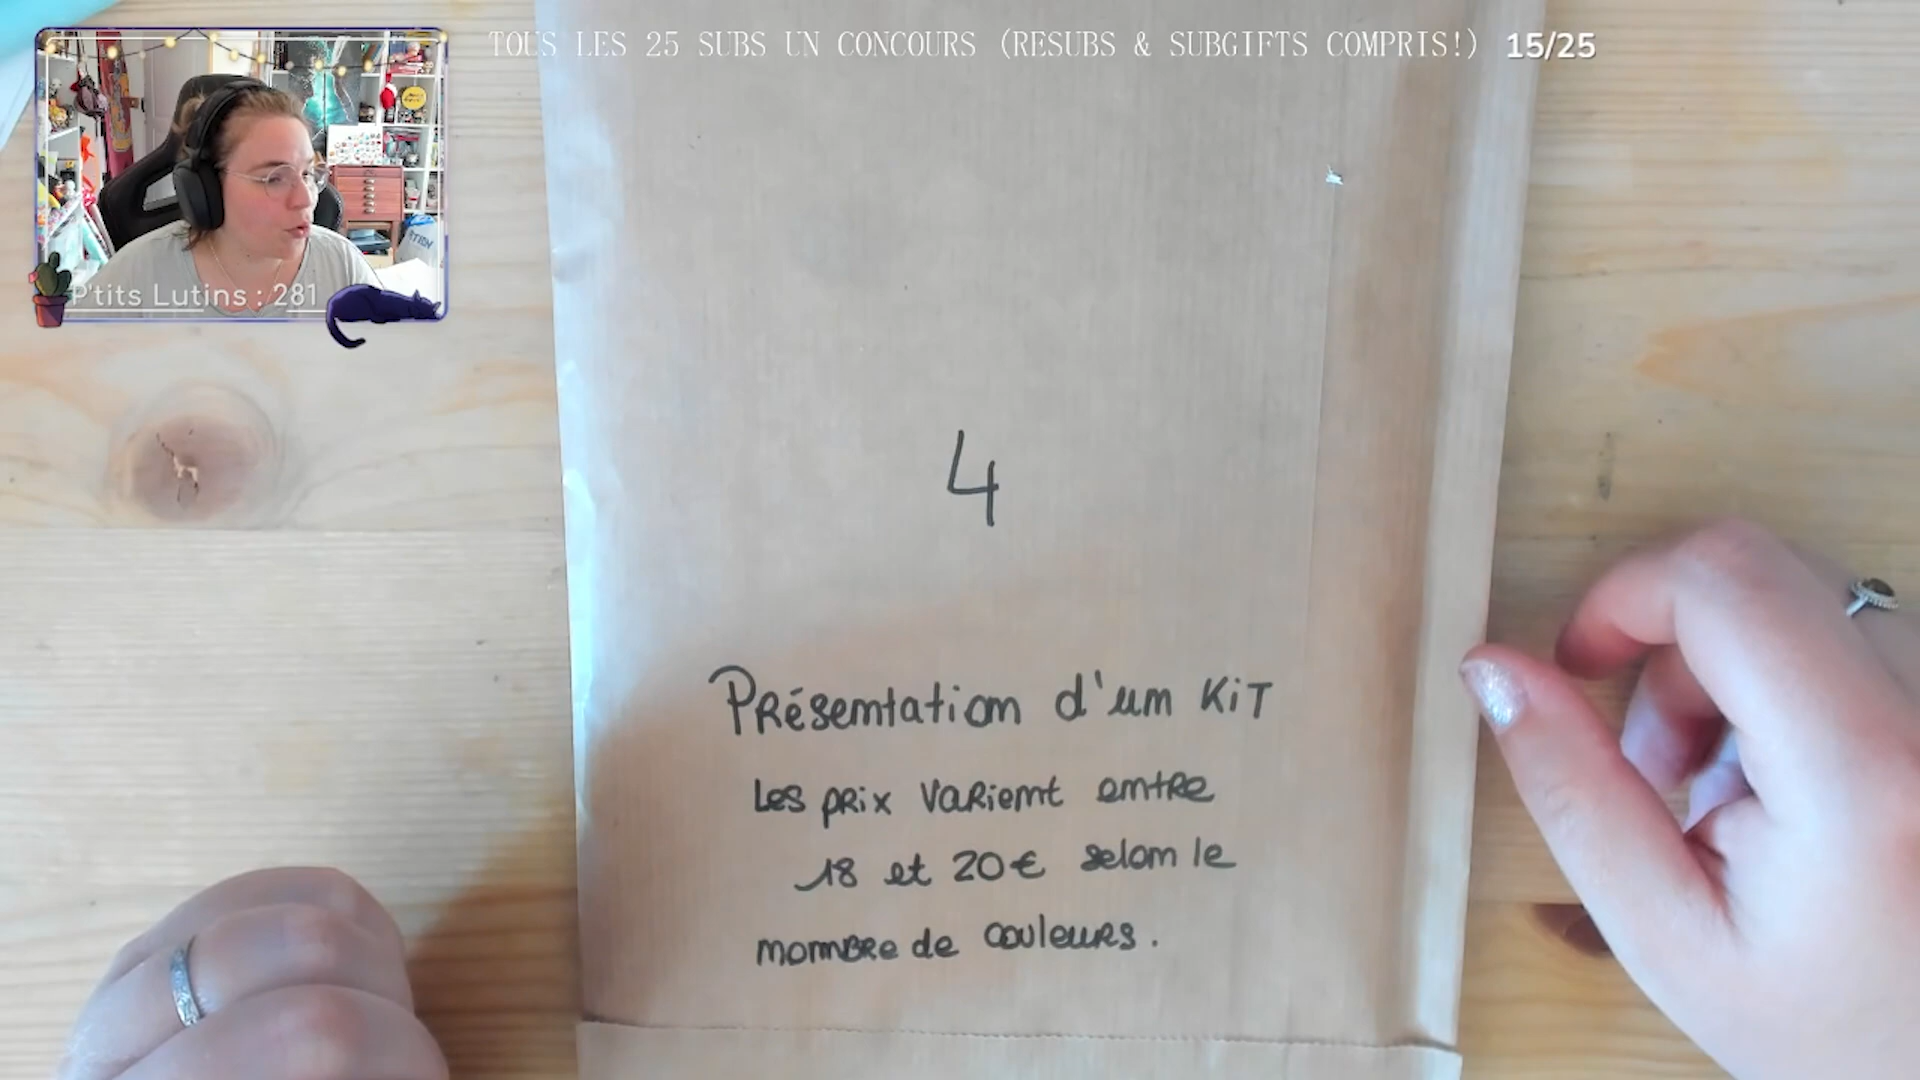 TOUS LES 25 SUBS UN CONCOURS (RESUBS & SUBGIFTS COMPRIS!) 15/25
P'tits Lutins : 281
4
Présentation d'un KiT
Les prix varient entre
18 et 20€ selon le
nombre de couleurs.